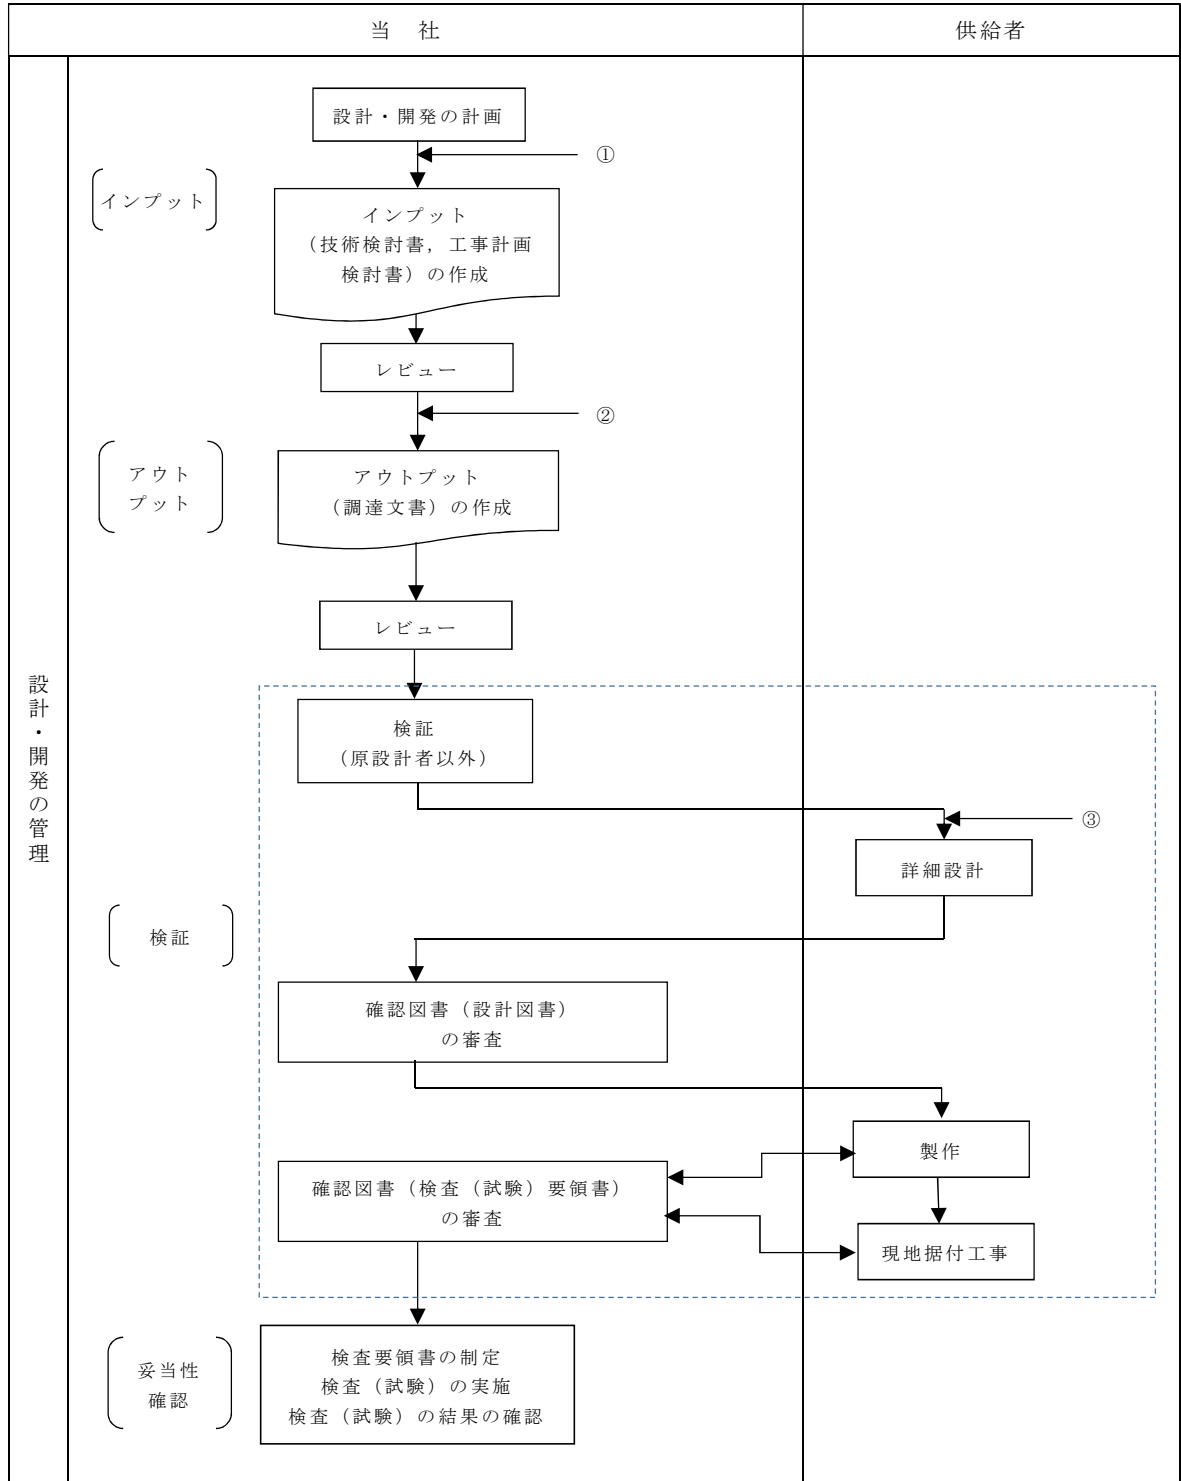 当　社
供給者
設計・開発の管理
設計・開発の計画
①
インプット
インプット
（技術検討書，工事計画
検討書）の作成
レビュー
②
アウト
プット
アウトプット
（調達文書）の作成
レビュー
検証
（原設計者以外）
③
詳細設計
検証
確認図書（設計図書）
の審査
製作
確認図書（検査（試験）要領書）
の審査
現地据付工事
妥当性
確認
検査要領書の制定
検査（試験）の実施
検査（試験）の結果の確認